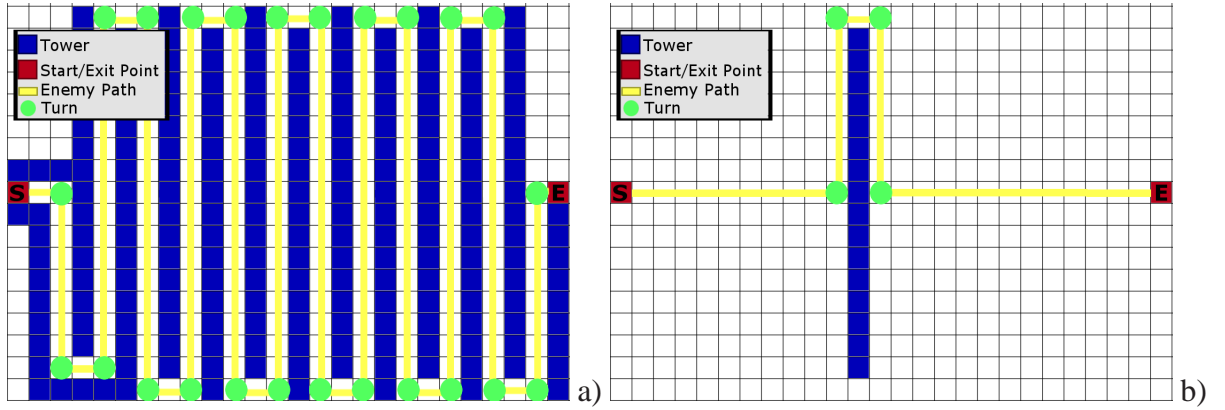 Tower
Start/Exit Point
Enemy Path
Turn
S
E
a)
Tower
Start/Exit Point
Enemy Path
Turn
S
E
b)